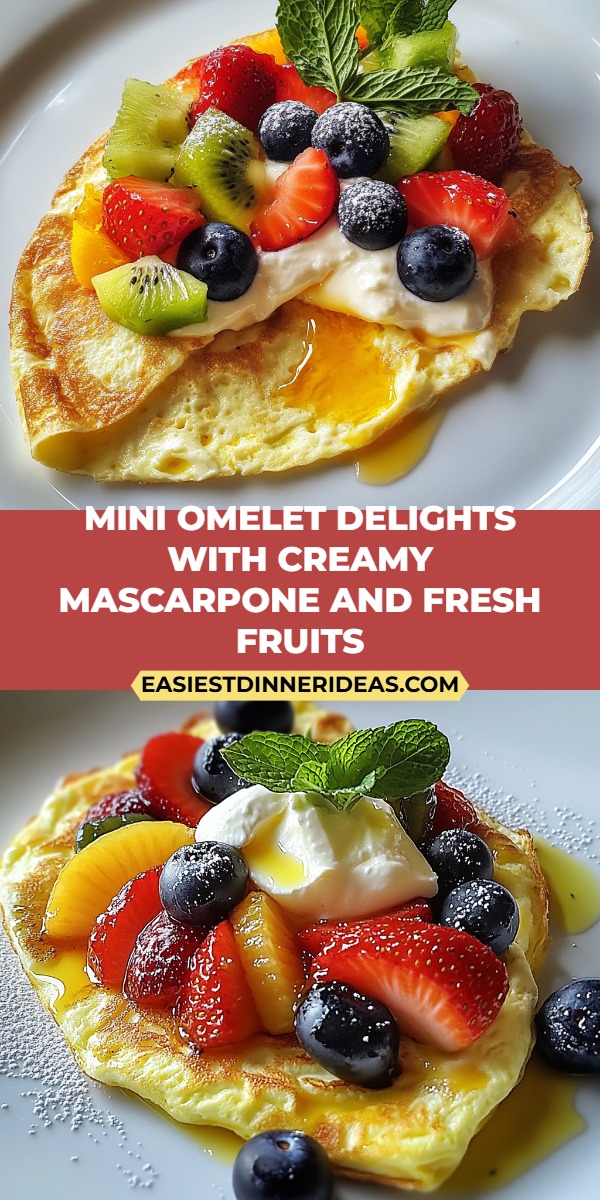 MINI OMELET DELIGHTS
WITH CREAMY
MASCARPONE AND FRESH
FRUITS
EASIESTDINNERIDEAS.COM